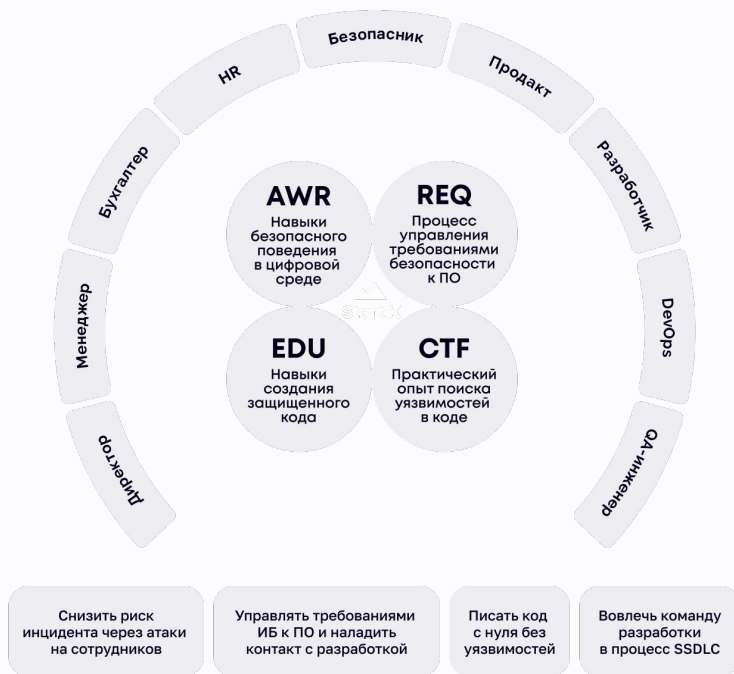 Безопасник
HR
Продакт
Бухгалтер
Разработчик
Менеджер
DevOps
Директор
QA-инженер
AWR
Навыки
безопасного
поведения
в цифровой
среде
REQ
Процесс
управления
требованиями
безопасности
к ПО
EDU
Навыки
создания
защищенного
кода
CTF
Практический
опыт поиска
уязвимостей
в коде
Снизить риск
инцидента через атаки
на сотрудников
Управлять требованиями
ИБ к ПО и наладить
контакт с разработкой
Писать код
с нуля без
уязвимостей
Вовлечь команду
разработки
в процесс SSDLC